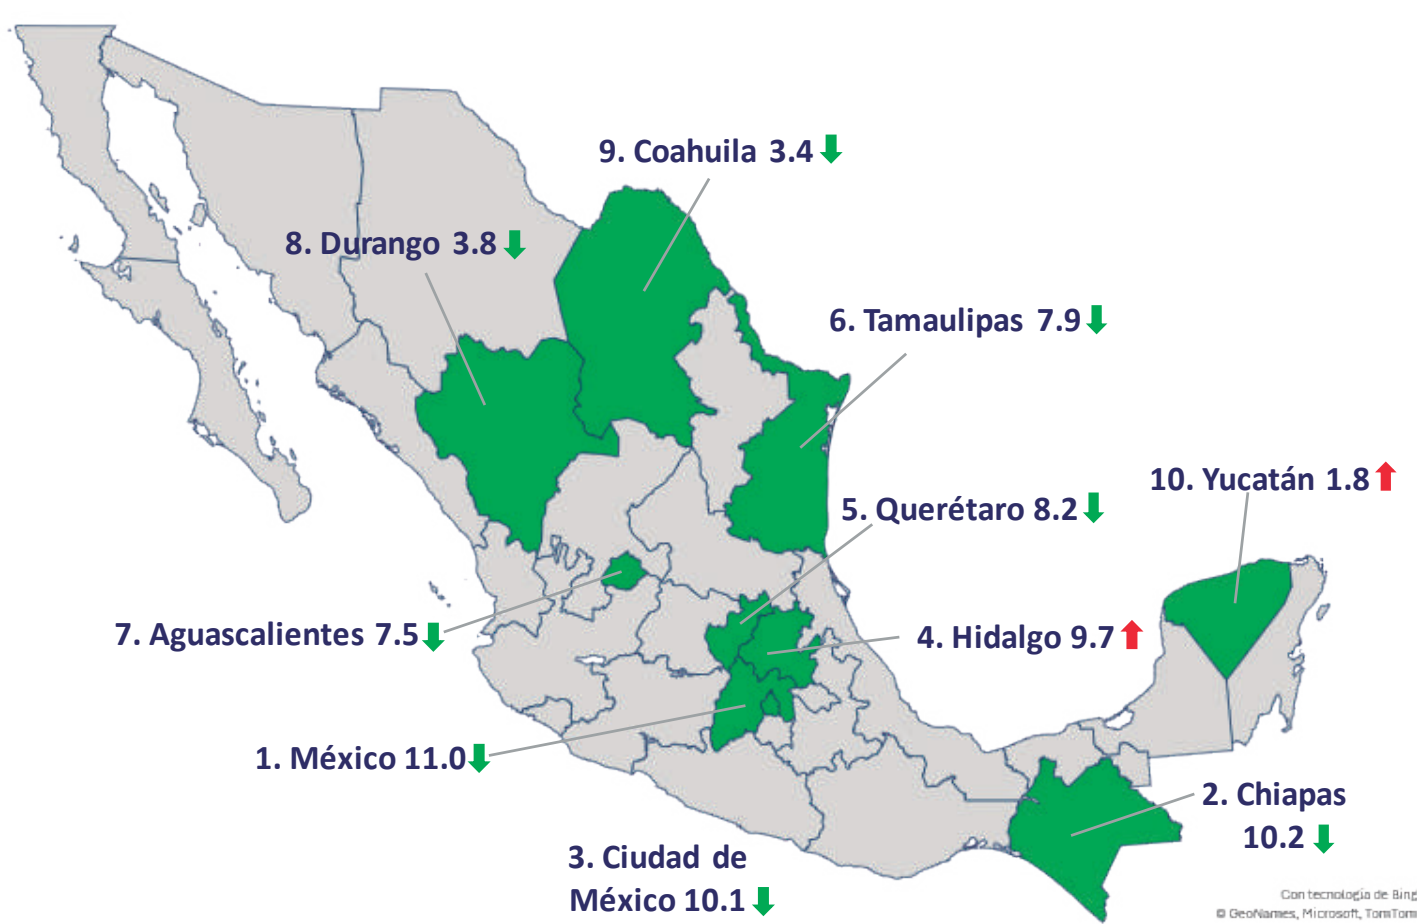 9. Coahuila 3.4
8. Durango 3.8
6. Tamaulipas 7.9
10. Yucatán 1.8
5. Querétaro 8.2
7. Aguascalientes 7.5
4. Hidalgo 9.7
1. México 11.0
2. Chiapas
10.2
3. Ciudad de
México 10.1
Con tecnología de Bing
© GeoNames, Microsoft, TomTom